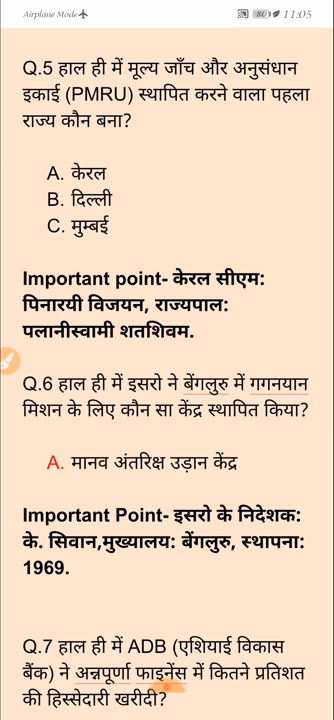 Airplane Mode 80 11:05
Q.5 हाल ही में मूल्य जाँच और अनुसंधान
इकाई (PMRU) स्थापित करने वाला पहला
राज्य कौन बना?
A. केरल
B. दिल्ली
C. मुम्बई
Important point- केरल सीएम:
पिनारयी विजयन, राज्यपाल:
पलानीस्वामी शतशिवम.
Q.6 हाल ही में इसरो ने बेंगलुरु में गगनयान
मिशन के लिए कौन सा केंद्र स्थापित किया?
A. मानव अंतरिक्ष उड़ान केंद्र
Important Point- इसरो के निदेशक:
के. सिवान,मुख्यालय: बेंगलुरु, स्थापना:
1969.
Q.7 हाल ही में ADB (एशियाई विकास
बैंक) ने अन्नपूर्णा फाइनेंस में कितने प्रतिशत
की हिस्सेदारी खरीदी?